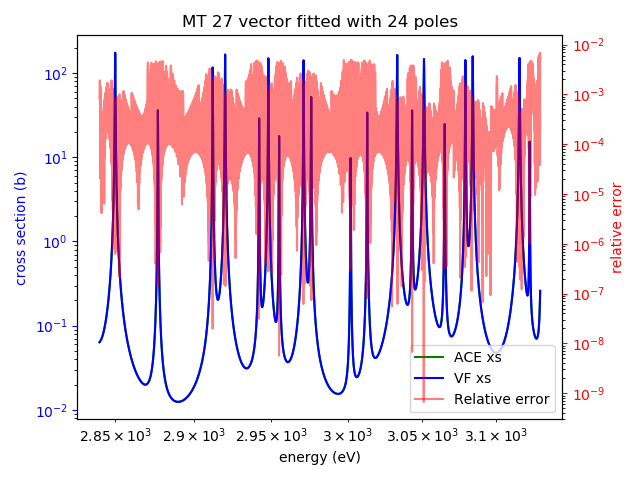 MT 27 vector fitted with 24 poles
cross section (b)
10²
10¹
10⁰
10⁻¹
10⁻²
10⁻²
10⁻³
10⁻⁴
10⁻⁵
10⁻⁶
10⁻⁷
10⁻⁸
10⁻⁹
relative error
ACE xs
VF xs
Relative error
2.85 × 10³ 2.9 × 10³ 2.95 × 10³ 3 × 10³ 3.05 × 10³ 3.1 × 10³
energy (eV)